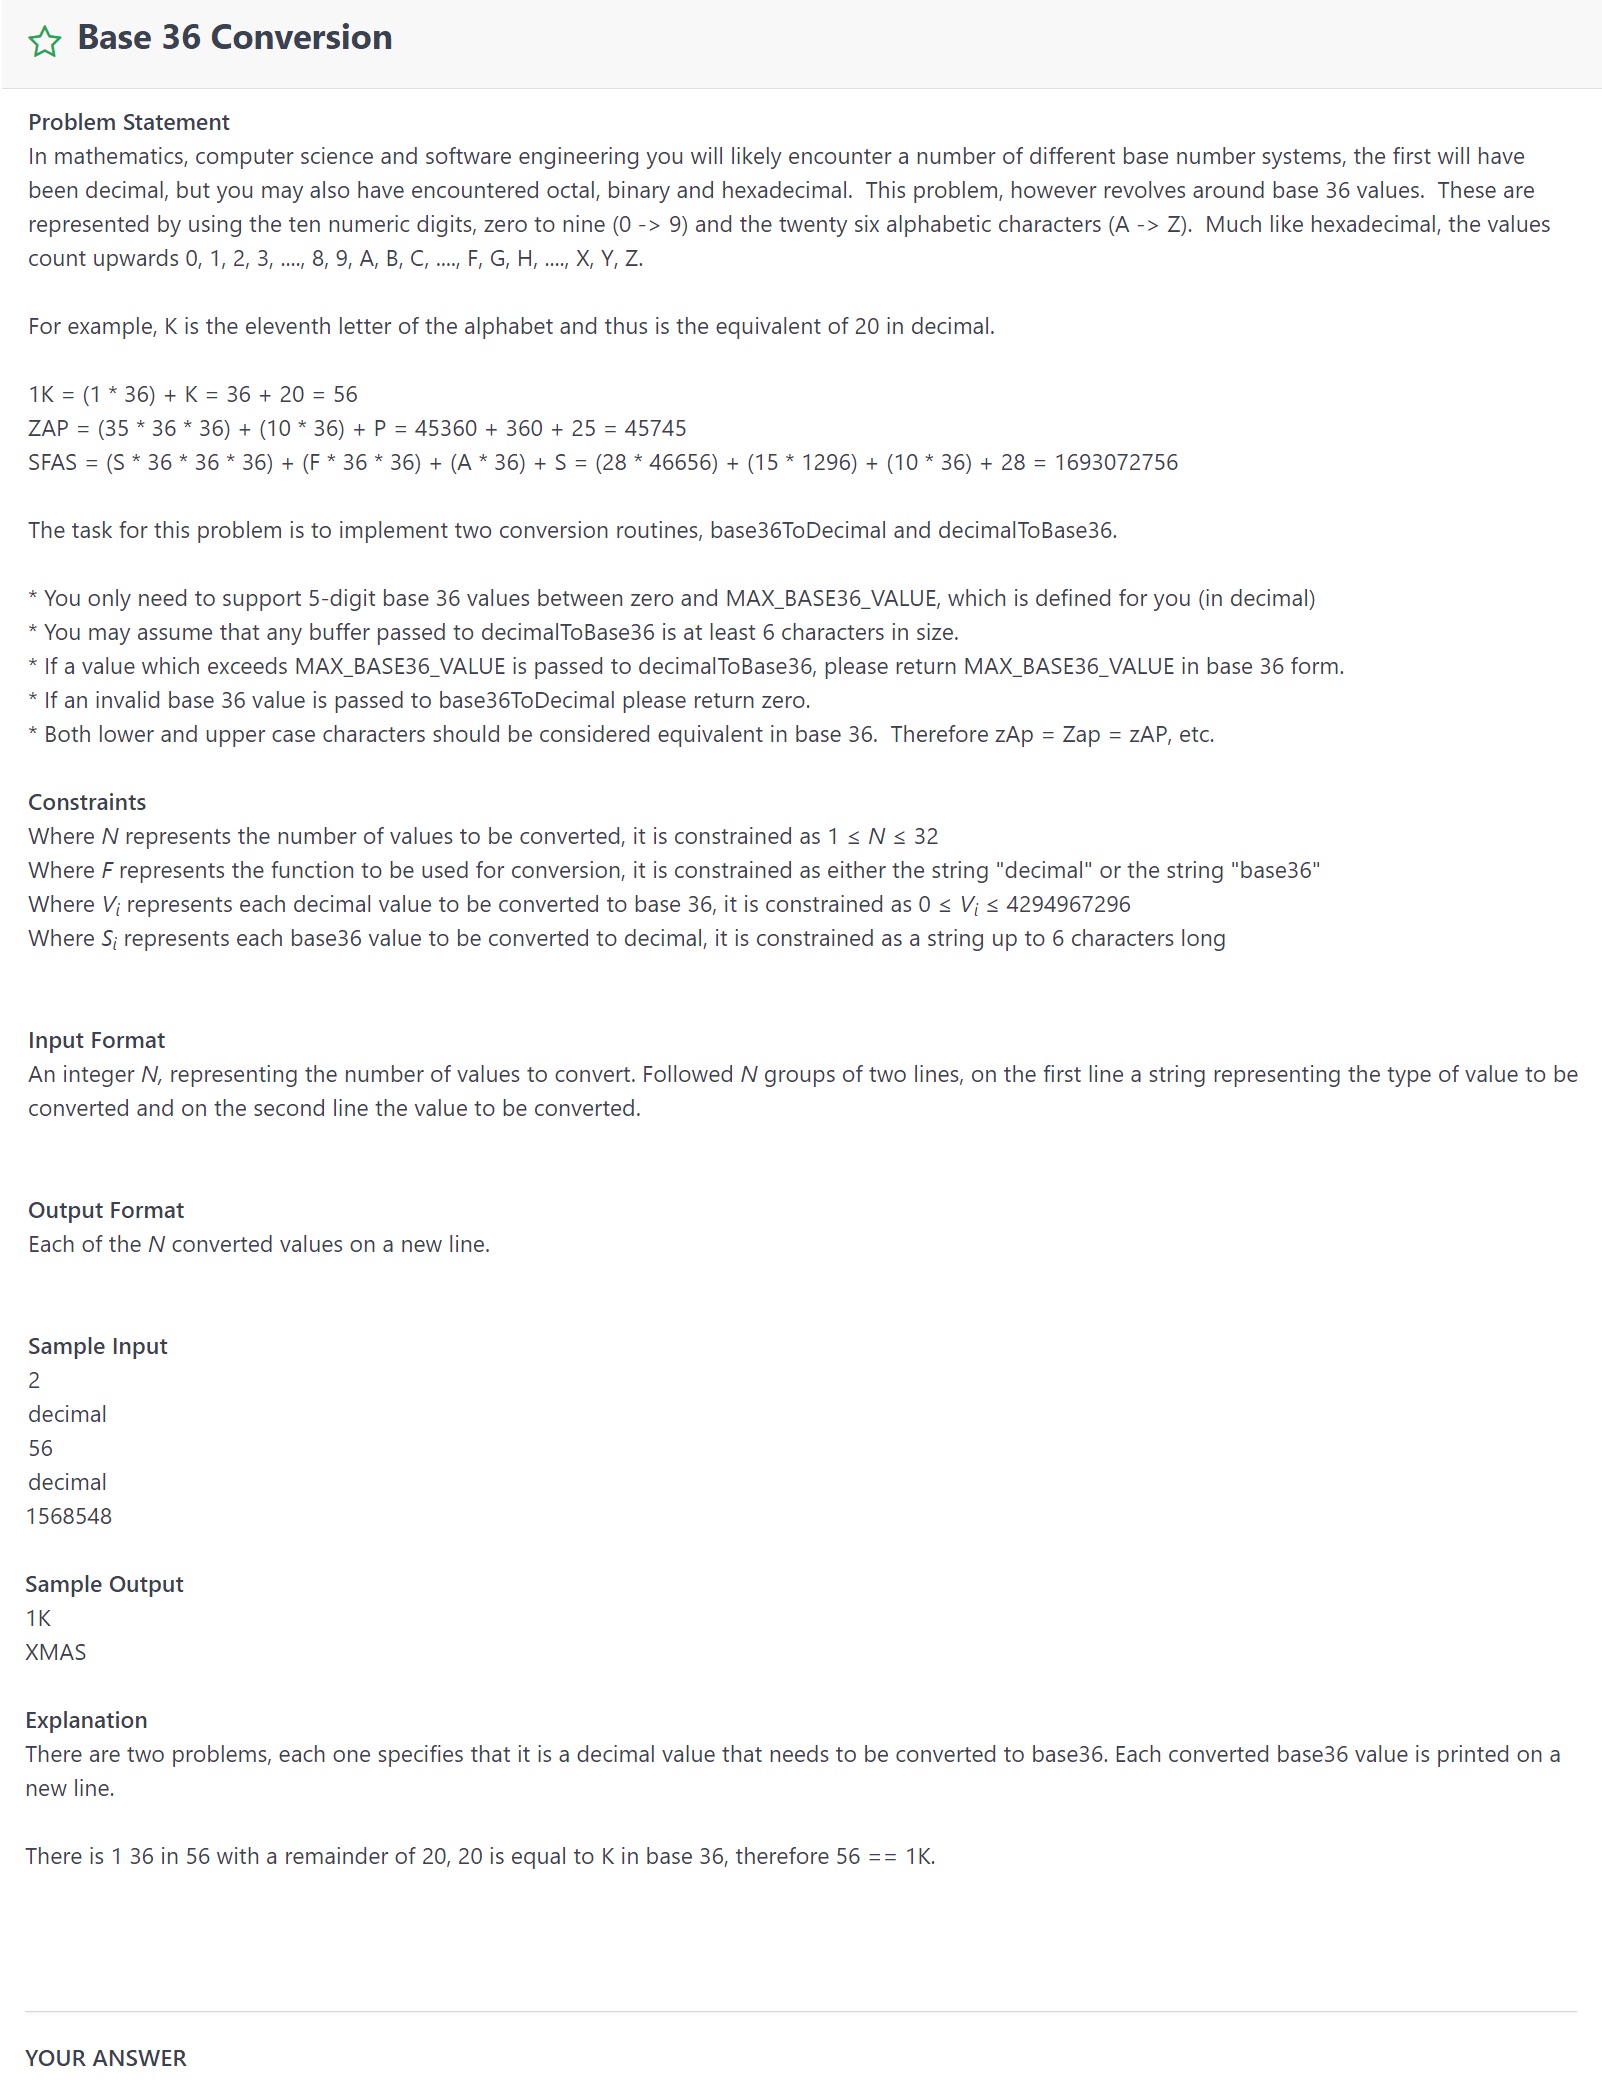 Base 36 Conversion
Problem Statement
In mathematics, computer science and software engineering you will likely encounter a number of different base number systems, the first will have
been decimal, but you may also have encountered octal, binary and hexadecimal.  This problem, however revolves around base 36 values.  These are
represented by using the ten numeric digits, zero to nine (0 -> 9) and the twenty six alphabetic characters (A -> Z).  Much like hexadecimal, the values
count upwards 0, 1, 2, 3, ...., 8, 9, A, B, C, ...., F, G, H, ...., X, Y, Z.
For example, K is the eleventh letter of the alphabet and thus is the equivalent of 20 in decimal.
1K = (1 * 36) + K = 36 + 20 = 56
ZAP = (35 * 36 * 36) + (10 * 36) + P = 45360 + 360 + 25 = 45745
SFAS = (S * 36 * 36 * 36) + (F * 36 * 36) + (A * 36) + S = (28 * 46656) + (15 * 1296) + (10 * 36) + 28 = 1693072756
The task for this problem is to implement two conversion routines, base36ToDecimal and decimalToBase36.
* You only need to support 5-digit base 36 values between zero and MAX_BASE36_VALUE, which is defined for you (in decimal)
* You may assume that any buffer passed to decimalToBase36 is at least 6 characters in size.
* If a value which exceeds MAX_BASE36_VALUE is passed to decimalToBase36, please return MAX_BASE36_VALUE in base 36 form.
* If an invalid base 36 value is passed to base36ToDecimal please return zero.
* Both lower and upper case characters should be considered equivalent in base 36.  Therefore zAp = Zap = zAP, etc.
Constraints
Where N represents the number of values to be converted, it is constrained as 1 ≤ N ≤ 32
Where F represents the function to be used for conversion, it is constrained as either the string "decimal" or the string "base36"
Where Vi represents each decimal value to be converted to base 36, it is constrained as 0 ≤ Vi ≤ 4294967296
Where Si represents each base36 value to be converted to decimal, it is constrained as a string up to 6 characters long
Input Format
An integer N, representing the number of values to convert. Followed N groups of two lines, on the first line a string representing the type of value to be
converted and on the second line the value to be converted.
Output Format
Each of the N converted values on a new line.
Sample Input
2
decimal
56
decimal
1568548
Sample Output
1K
XMAS
Explanation
There are two problems, each one specifies that it is a decimal value that needs to be converted to base36. Each converted base36 value is printed on a
new line.
There is 1 36 in 56 with a remainder of 20, 20 is equal to K in base 36, therefore 56 == 1K.
YOUR ANSWER